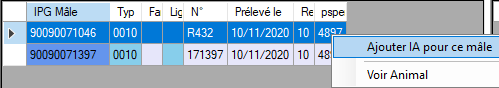 IPG Mâle Typ Fa Lig N° Prélevé le Re pspe
90090071046 0010 R432 10/11/2020 10 4897
90090071397 0010 171397 10/11/2020 10 489
Ajouter IA pour ce mâle
Voir Animal